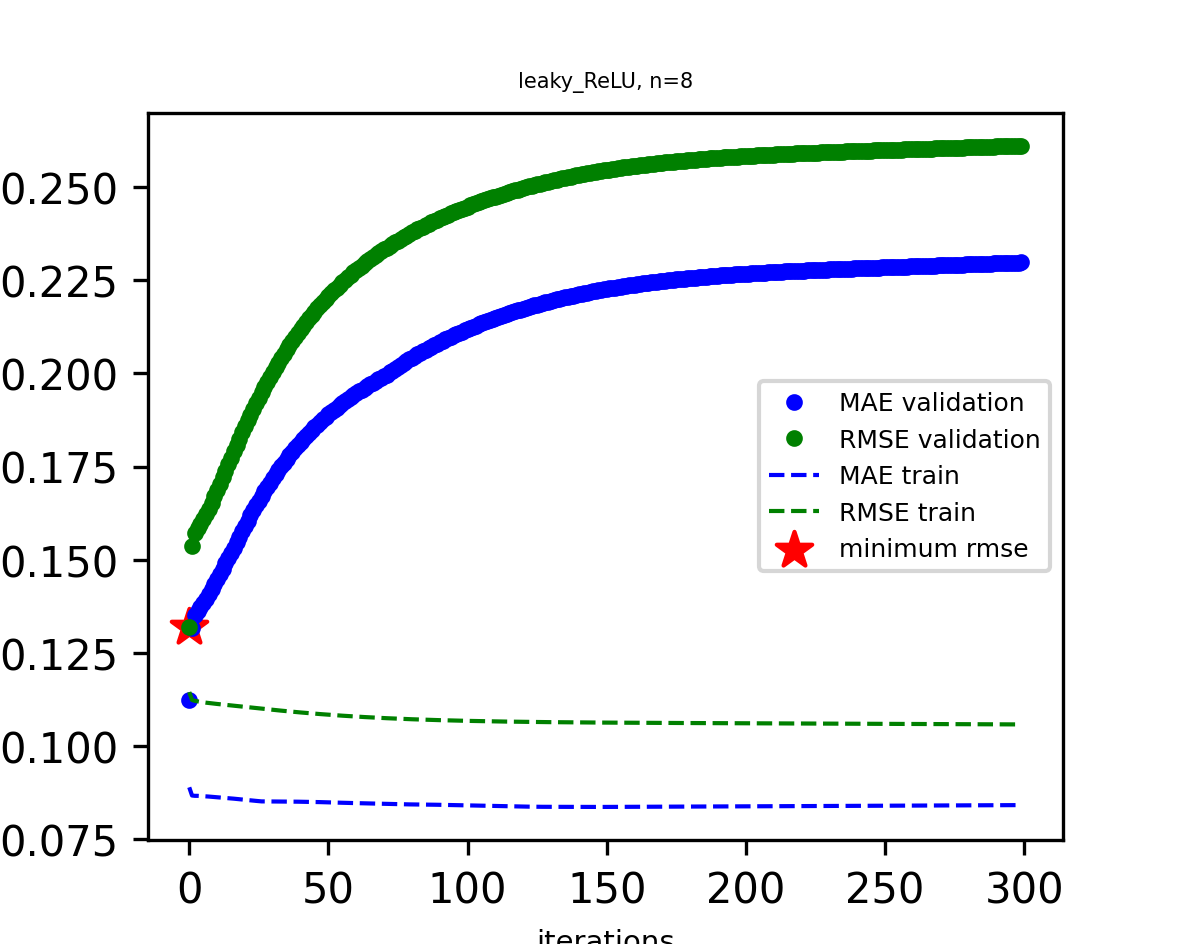 leaky_ReLU, n=8
0.250
0.225
0.200
0.175
0.150
0.125
0.100
0.075
MAE validation
RMSE validation
MAE train
RMSE train
minimum rmse
0 50 100 150 200 250 300
iterations